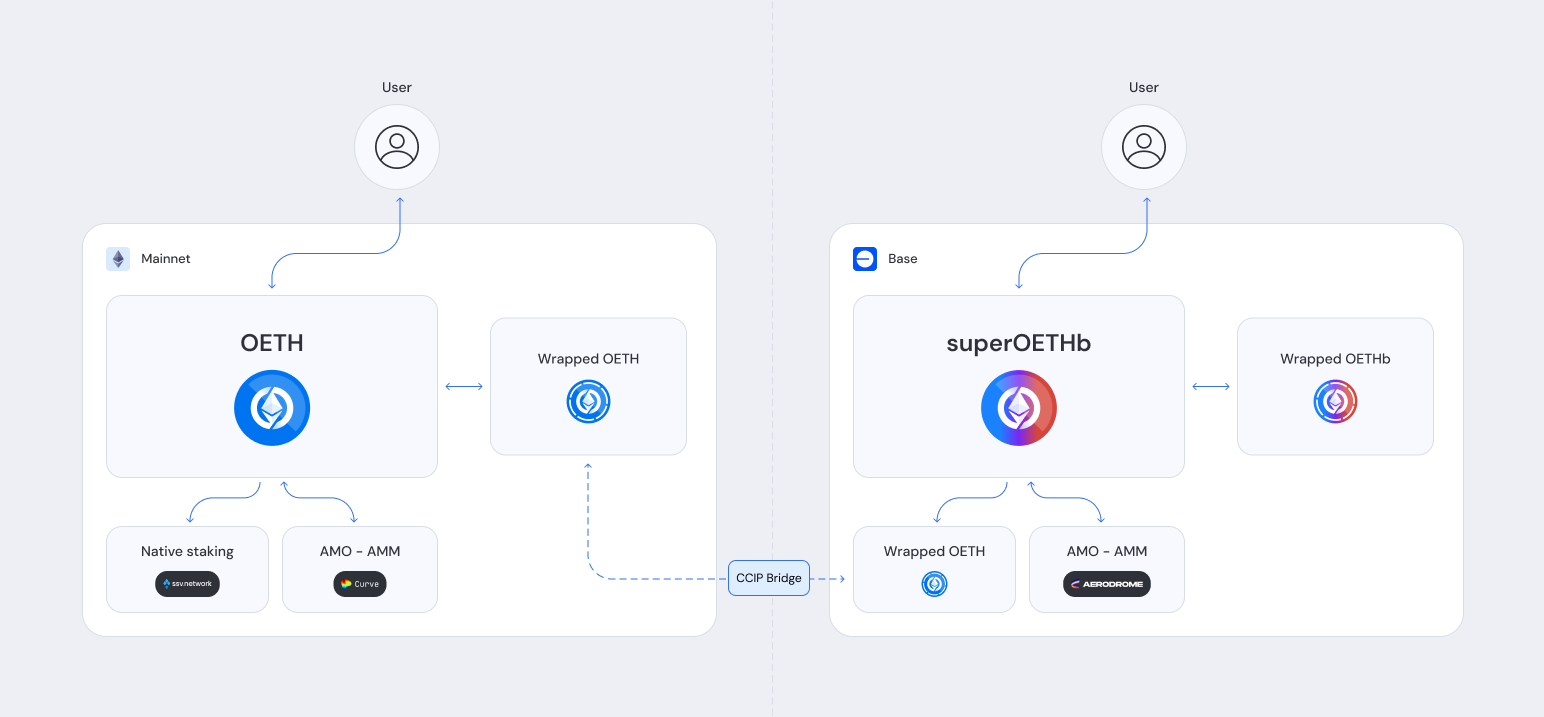 User
Mainnet
OETH
Wrapped OETH
Native staking
ssv.network
AMO - AMM
Curve
CCIP Bridge
User
Base
superOETHb
Wrapped OETHb
Wrapped OETH
AMO - AMM
AERODROME